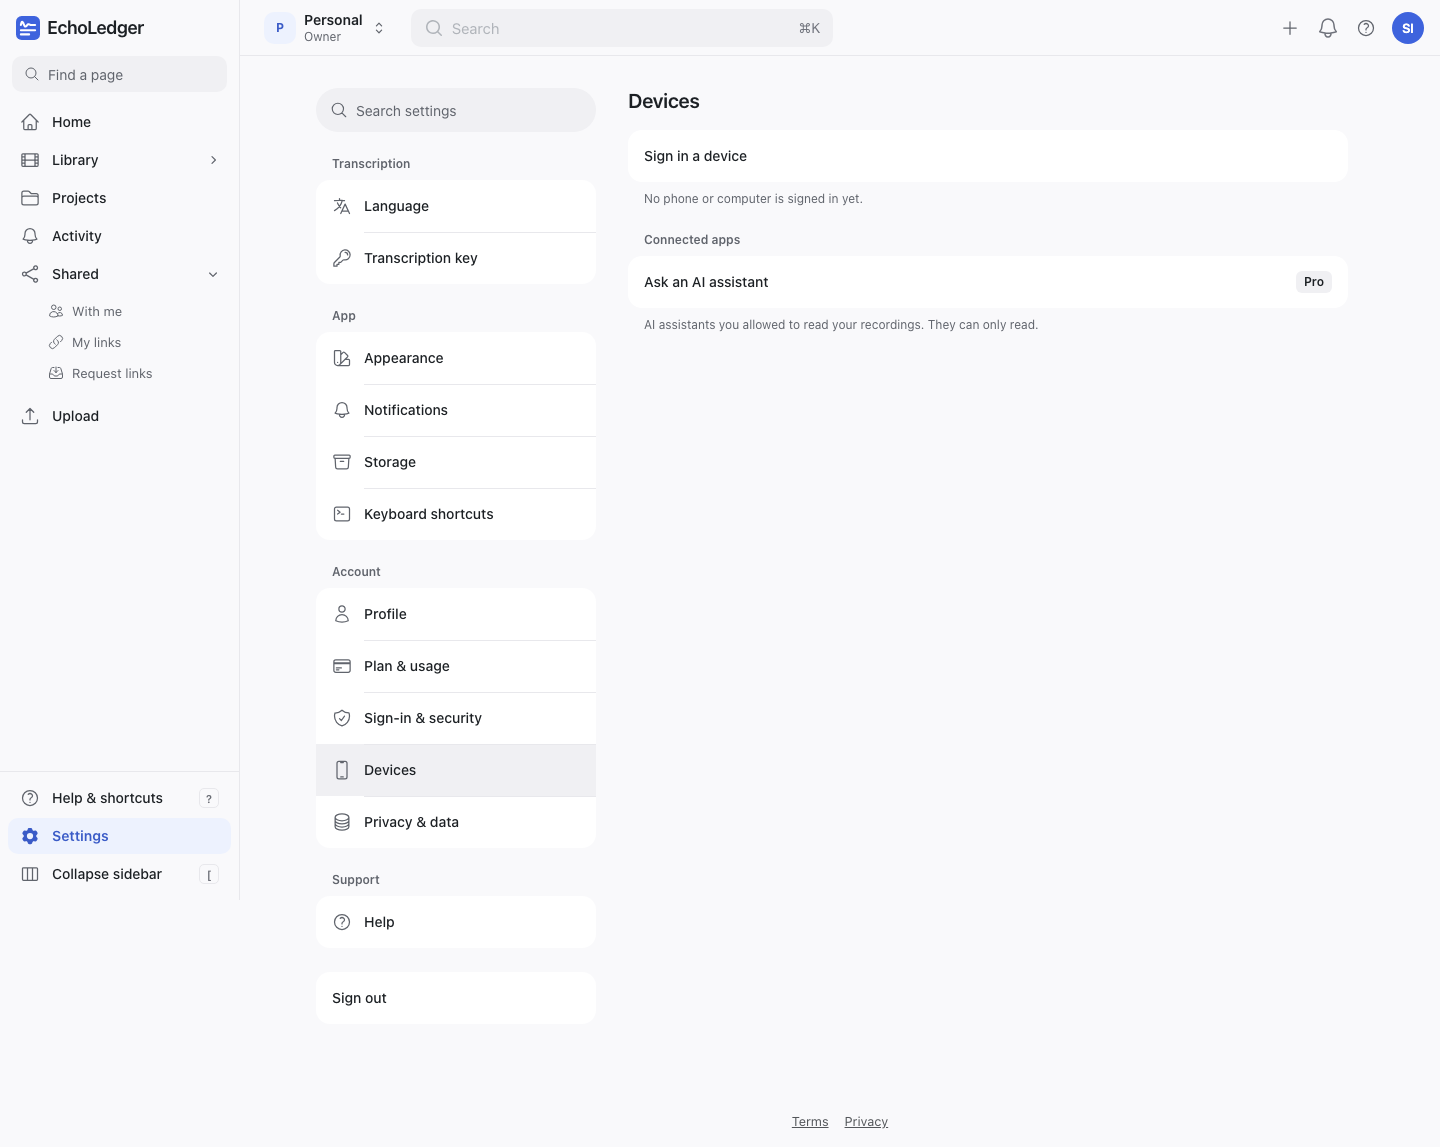 EchoLedger
Find a page
Home
Library
Projects
Activity
Shared
With me
My links
Request links
Upload
Help & shortcuts ?
Settings
Collapse sidebar [
P Personal
Owner
Search ⌘K
SI
Search settings
Transcription
Language
Transcription key
App
Appearance
Notifications
Storage
Keyboard shortcuts
Account
Profile
Plan & usage
Sign-in & security
Devices
Privacy & data
Support
Help
Sign out
Devices
Sign in a device
No phone or computer is signed in yet.
Connected apps
Ask an AI assistant Pro
AI assistants you allowed to read your recordings. They can only read.
Terms Privacy